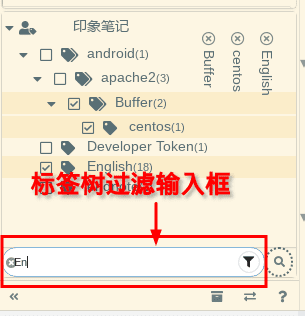 印象笔记
Buffer
centos
English
android(1)
apache2(3)
Buffer(2)
centos(1)
Developer Token(1)
English(18)
标签树过滤输入框
En